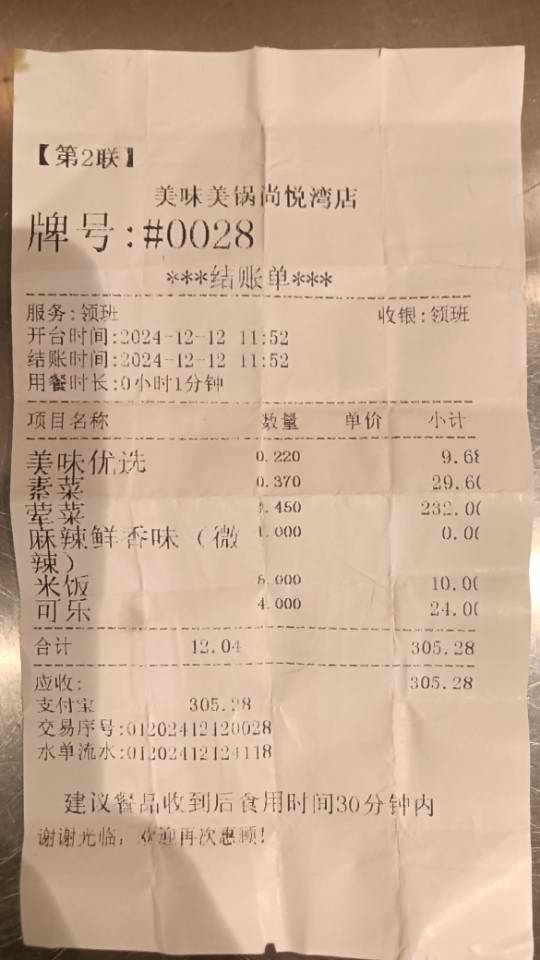 【第2联】
美味美锅尚悦湾店
牌号:#0028
***结账单***
服务:领班 收银:领班
开台时间:2024-12-12 11:52
结账时间:2024-12-12 11:52
用餐时长:0小时1分钟
项目名称 数量 单价 小计
美味优选 0.220 9.68
素菜 0.370 29.60
荤菜 1.450 232.00
麻辣鲜香味（微 1.000 0.00
辣）
米饭 5.000 10.00
可乐 4.000 24.00
合计 12.04 305.28
应收: 305.28
支付宝 305.28
交易序号:01202412120028
水单流水:01202412124118
建议餐品收到后食用时间30分钟内
谢谢光临，欢迎再次惠顾!